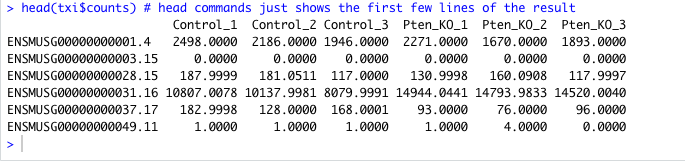 > head(txi$counts) # head commands just shows the first few lines of the result
Control_1 Control_2 Control_3 Pten_KO_1 Pten_KO_2 Pten_KO_3
ENSMUSG00000000001.4 2498.0000 2186.0000 1946.0000 2271.0000 1670.0000 1893.0000
ENSMUSG00000000003.15 0.0000 0.0000 0.0000 0.0000 0.0000 0.0000
ENSMUSG00000000028.15 187.9999 181.0511 117.0000 130.9998 160.0908 117.9997
ENSMUSG00000000031.16 10807.0078 10137.9981 8079.9991 14944.0441 14793.9833 14520.0040
ENSMUSG00000000037.17 182.9998 128.0000 168.0001 93.0000 76.0000 96.0000
ENSMUSG00000000049.11 1.0000 1.0000 1.0000 1.0000 4.0000 0.0000
>